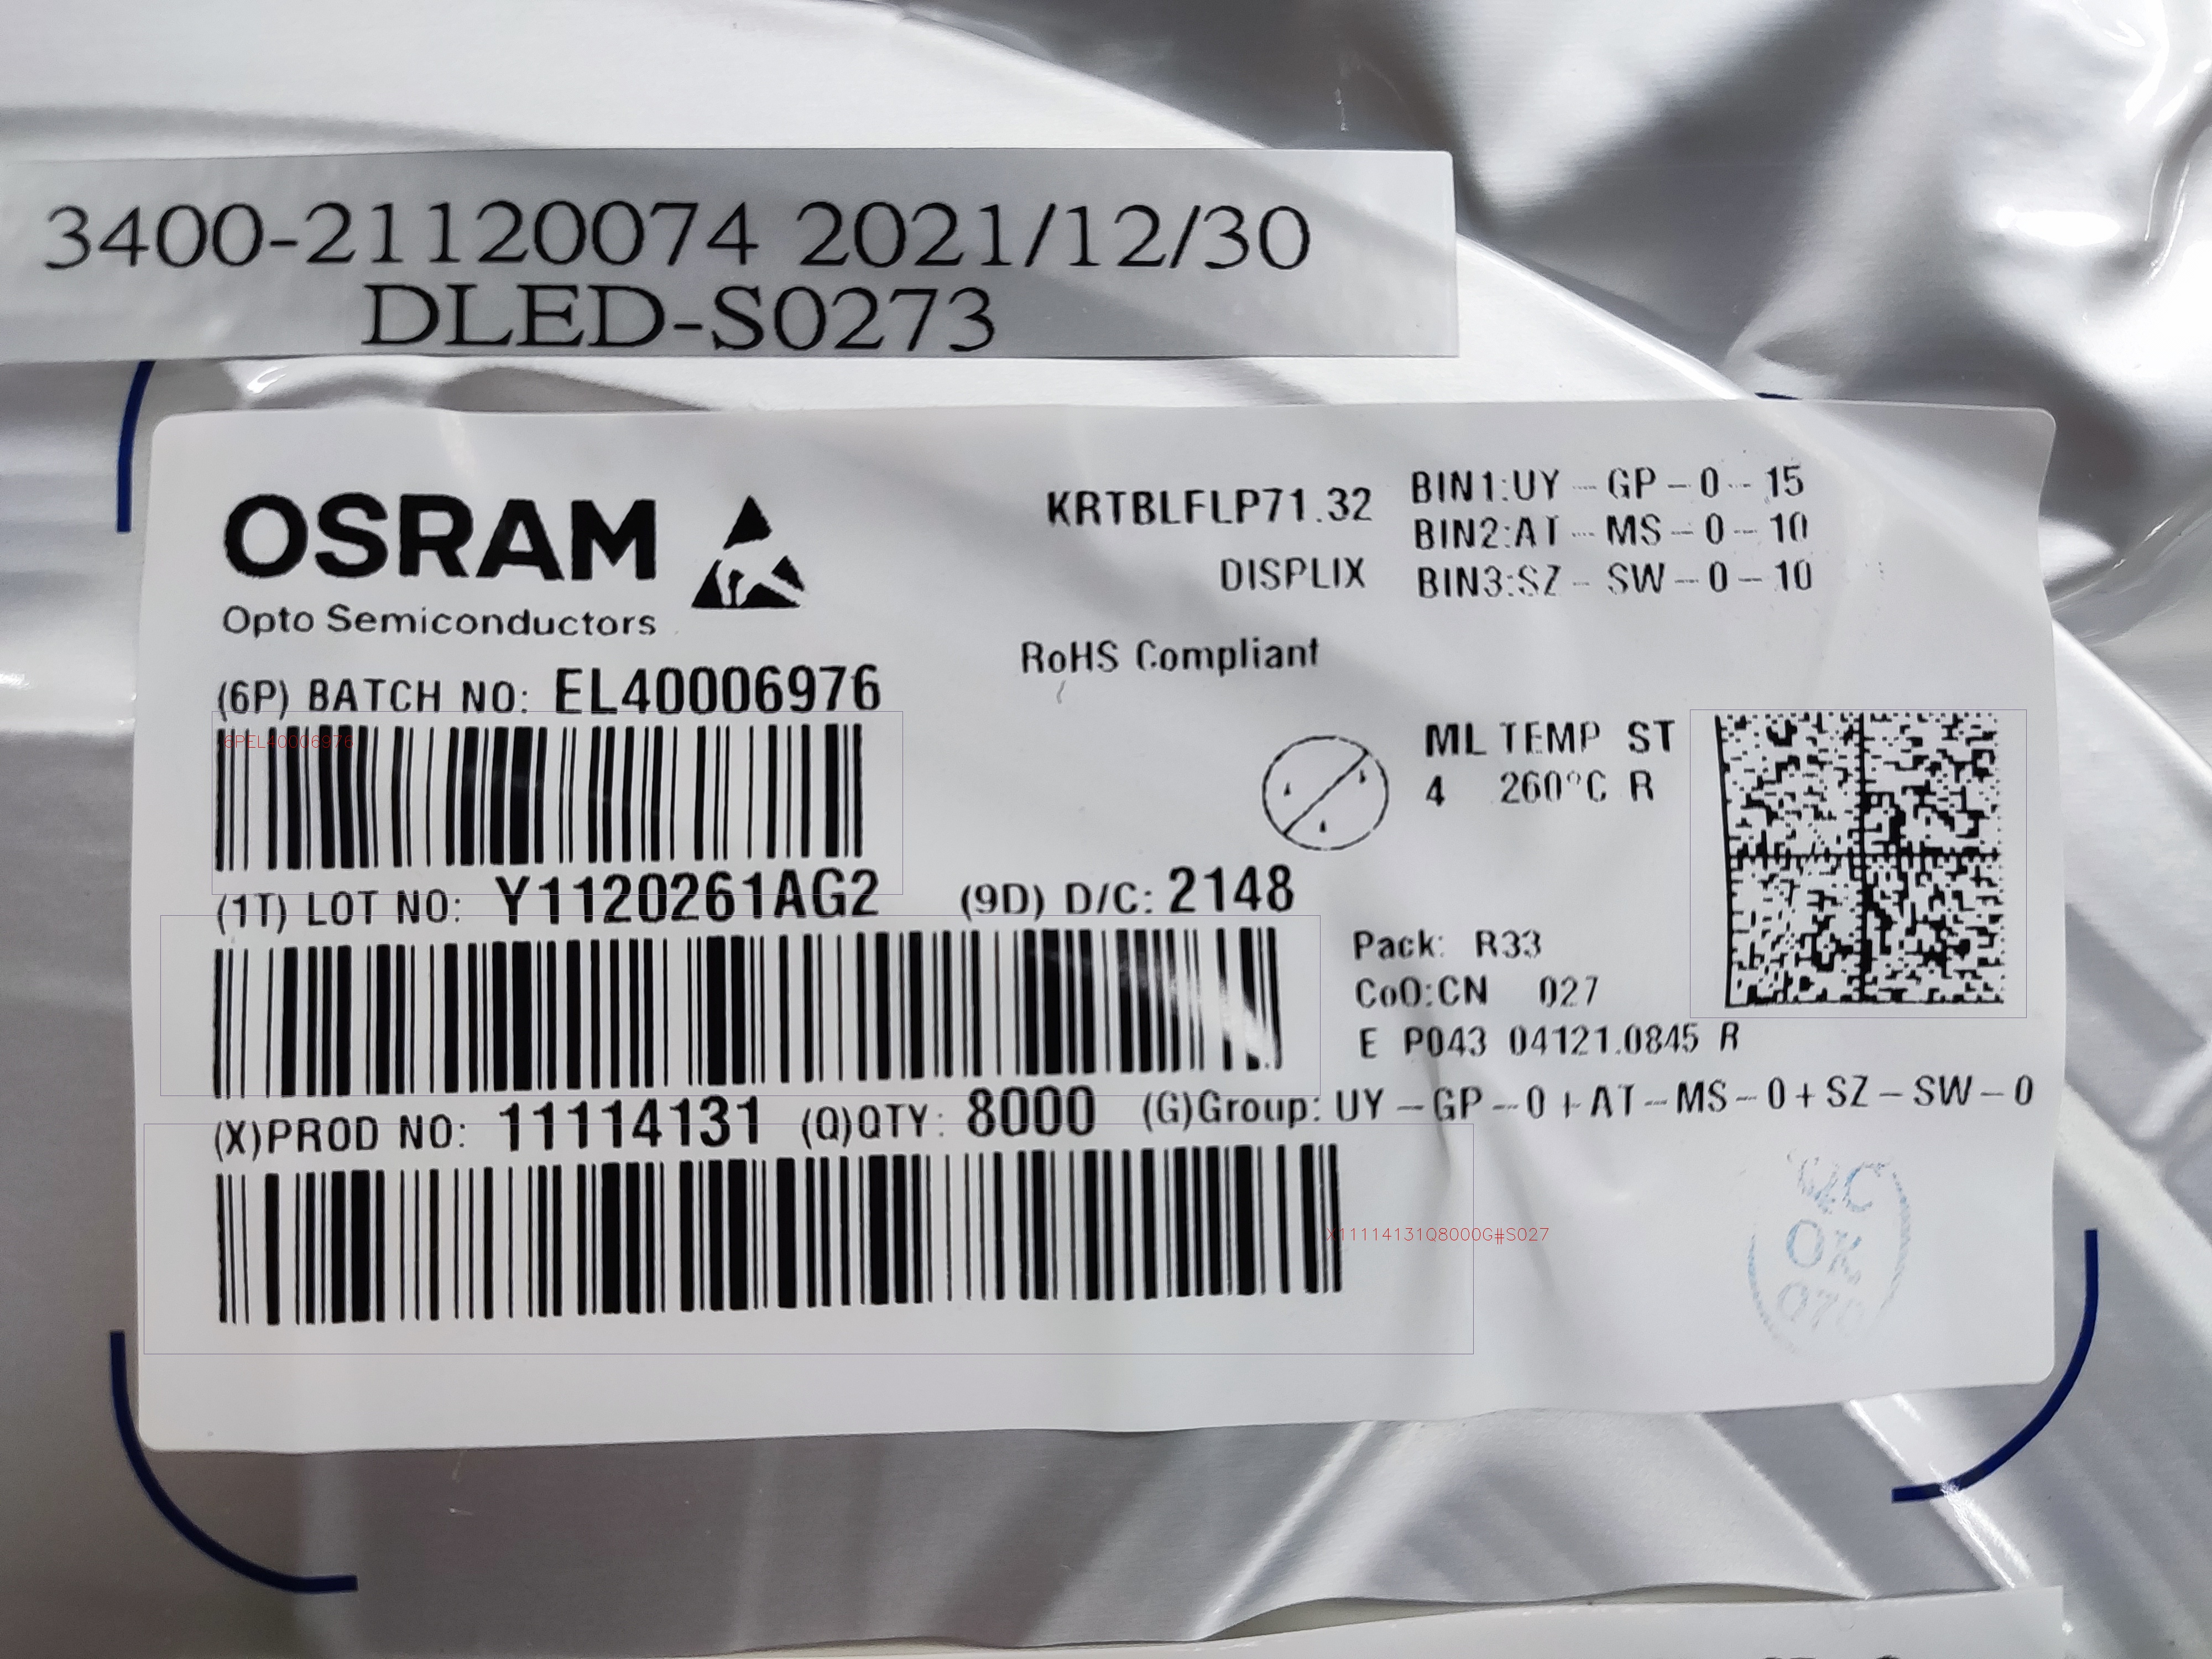 3400-21120074 2021/12/30
DLED-S0273
OSRAM
Opto Semiconductors
KRTBLFLP71.32
DISPLIX
BIN1:UY-GP-0-15
BIN2:AT-MS-0-10
BIN3:SZ-SW-0-10
RoHS Compliant
(6P) BATCH NO: EL40006976
6PEL40006976
ML TEMP ST
4 260°C R
(1T) LOT NO: Y1120261AG2 (9D) D/C: 2148
Pack: R33
CoO:CN 027
E P043 04121.0845 R
(X)PROD NO: 11114131 (Q)QTY: 8000 (G)Group: UY-GP-0+AT-MS-0+SZ-SW-0
X11114131Q8000G#S027
QC
OK